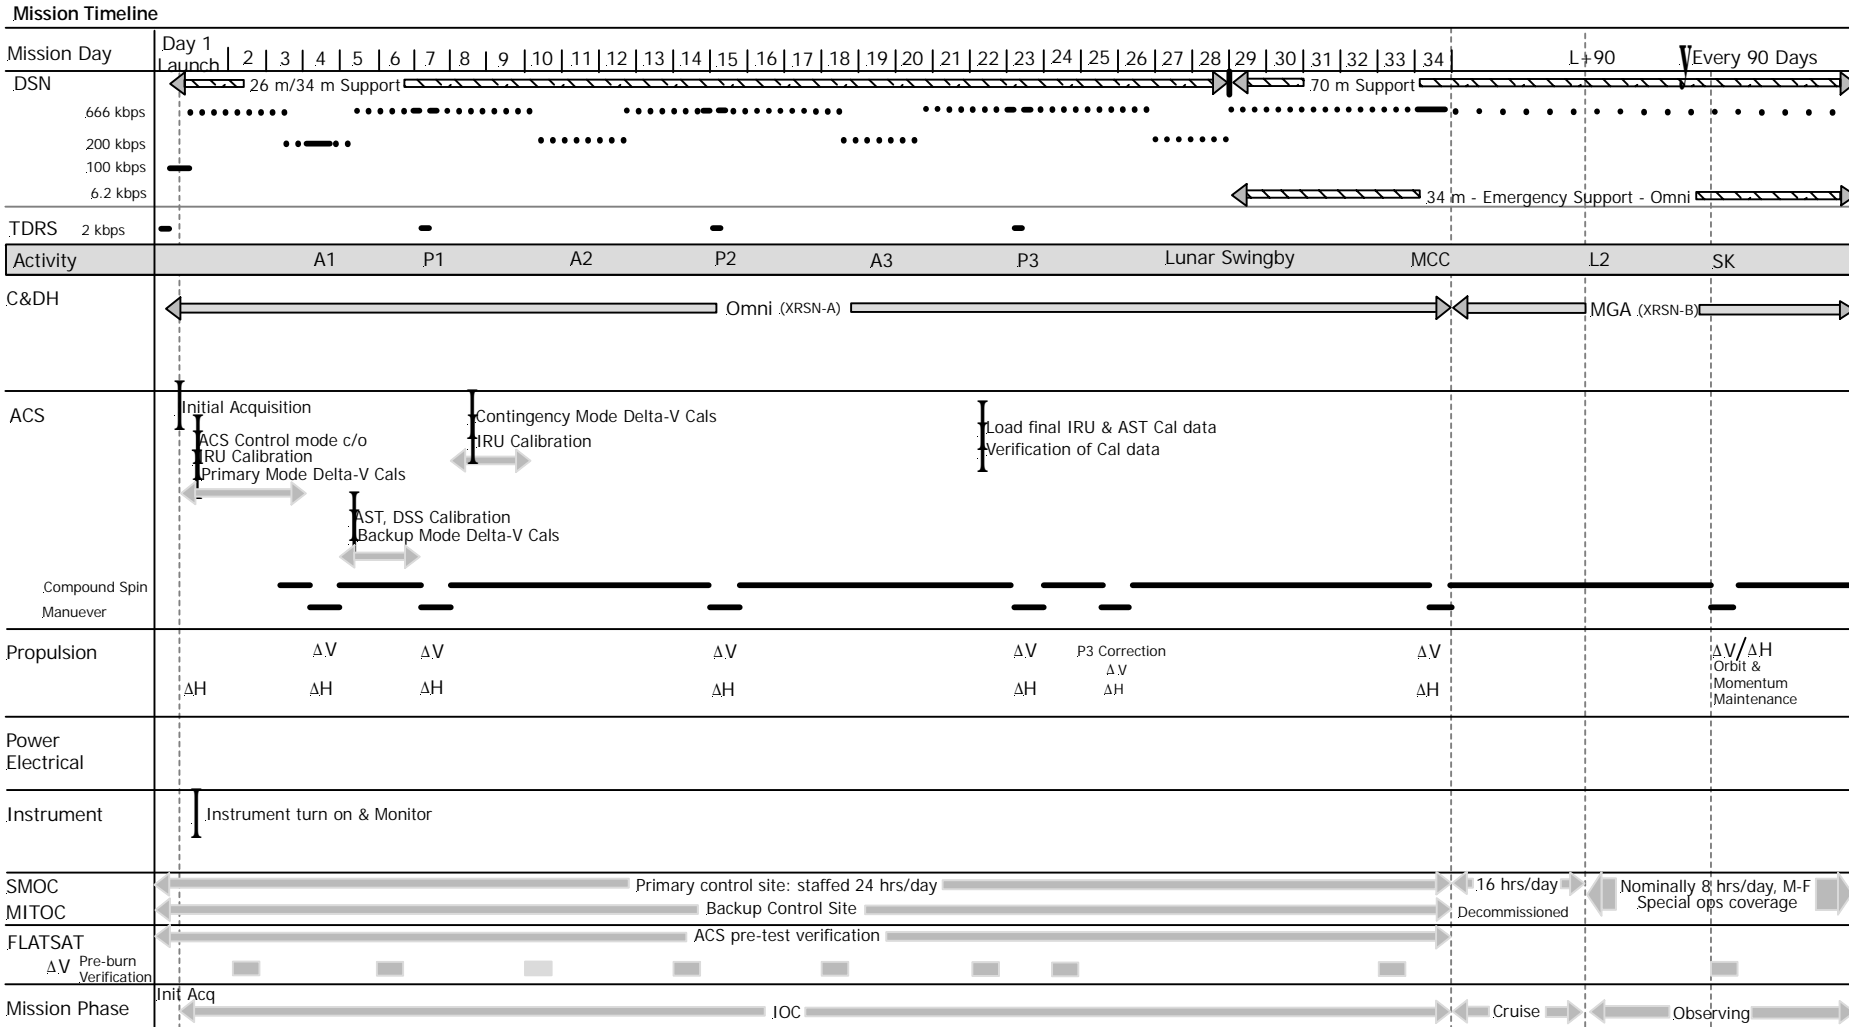 Mission Timeline
Mission Day
Day 1
Launch
2 3 4 5 6 7 8 9 10 11 12 13 14 15 16 17 18 19 20 21 22 23 24 25 26 27 28 29 30 31 32 33 34 L+90 Every 90 Days
DSN 26 m/34 m Support 70 m Support
666 kbps
200 kbps
100 kbps
6.2 kbps 34 m - Emergency Support - Omni
TDRS 2 kbps
Activity A1 P1 A2 P2 A3 P3 Lunar Swingby MCC L2 SK
C&DH
Omni (XRSN-A) MGA (XRSN-B)
ACS
Initial Acquisition
ACS Control mode c/o
IRU Calibration
Primary Mode Delta-V Cals
Contingency Mode Delta-V Cals
IRU Calibration
Load final IRU & AST Cal data
Verification of Cal data
AST, DSS Calibration
Backup Mode Delta-V Cals
Compound Spin
Manuever
Propulsion ΔV ΔV ΔV ΔV P3 Correction ΔV ΔV/ΔH
ΔV
Orbit &
Momentum
Maintenance
ΔH ΔH ΔH ΔH ΔH ΔH ΔH
Power
Electrical
Instrument Instrument turn on & Monitor
SMOC Primary control site: staffed 24 hrs/day 16 hrs/day Nominally 8 hrs/day, M-F
Special ops coverage
MITOC Backup Control Site Decommissioned
FLATSAT ACS pre-test verification
ΔV Pre-burn
Verification
Mission Phase Init Acq IOC Cruise Observing